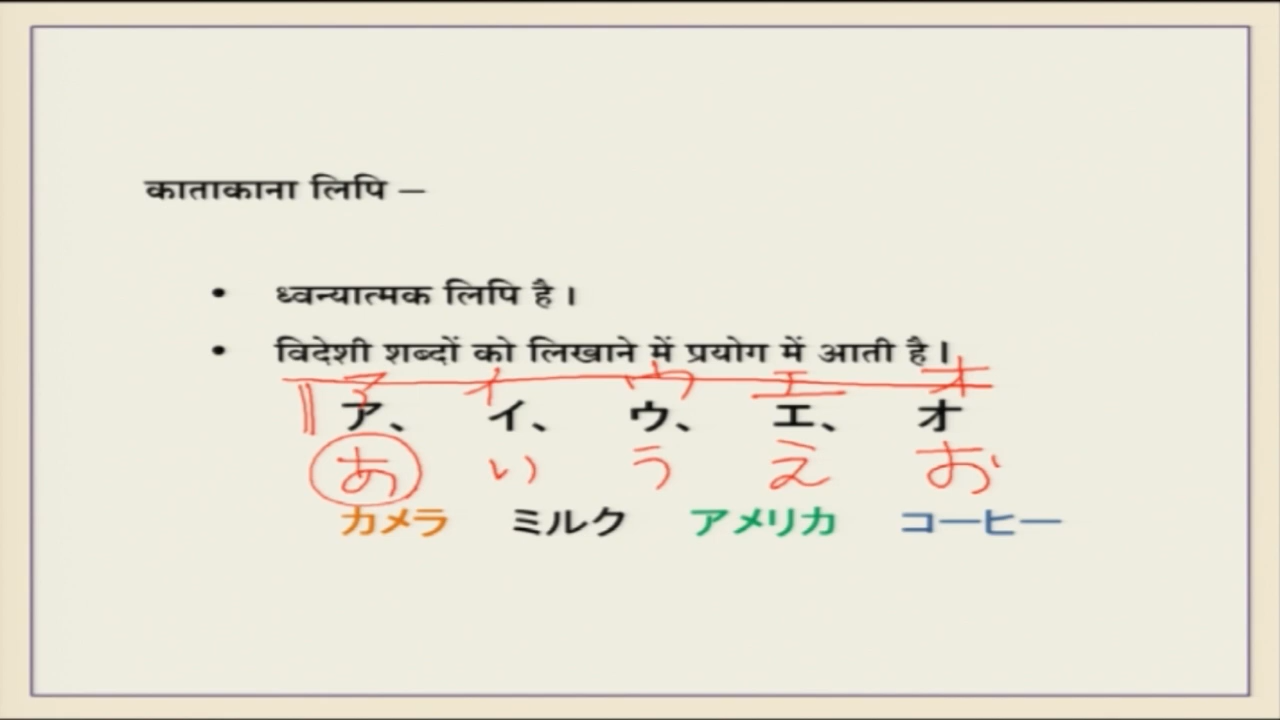 काताकाना लिपि –
• ध्वन्यात्मक लिपि है ।
• विदेशी शब्दों को लिखाने में प्रयोग में आती है ।
ア イ ウ エ オ
ア、 イ、 ウ、 エ、 オ
あ い う え お
カメラ ミルク アメリカ コーヒー